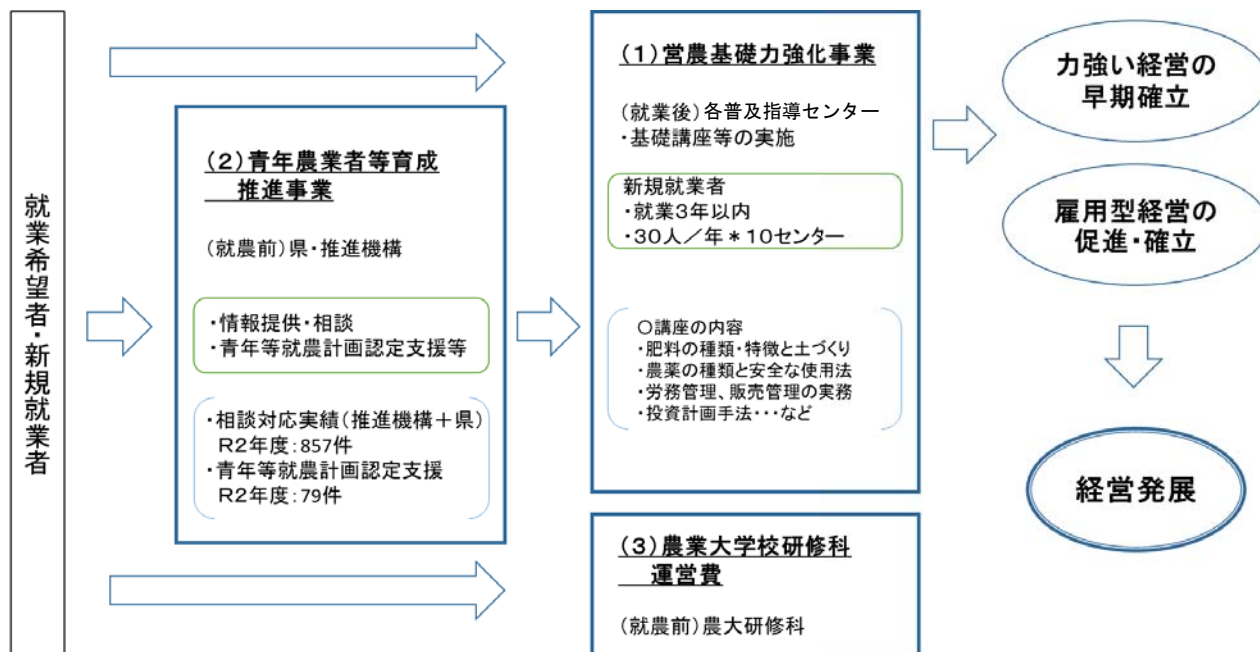 就業希望者・新規就業者
(2)青年農業者等育成
推進事業
(就農前)県・推進機構
・情報提供・相談
・青年等就農計画認定支援等
・相談対応実績(推進機構+県)
R2年度:857件
・青年等就農計画認定支援
R2年度:79件
(1)営農基礎力強化事業
(就業後)各普及指導センター
・基礎講座等の実施
新規就業者
・就業3年以内
・30人/年*10センター
○講座の内容
・肥料の種類・特徴と土づくり
・農薬の種類と安全な使用法
・労務管理、販売管理の実務
・投資計画手法・・・など
(3)農業大学校研修科
運営費
(就農前)農大研修科
力強い経営の
早期確立
雇用型経営の
促進・確立
経営発展